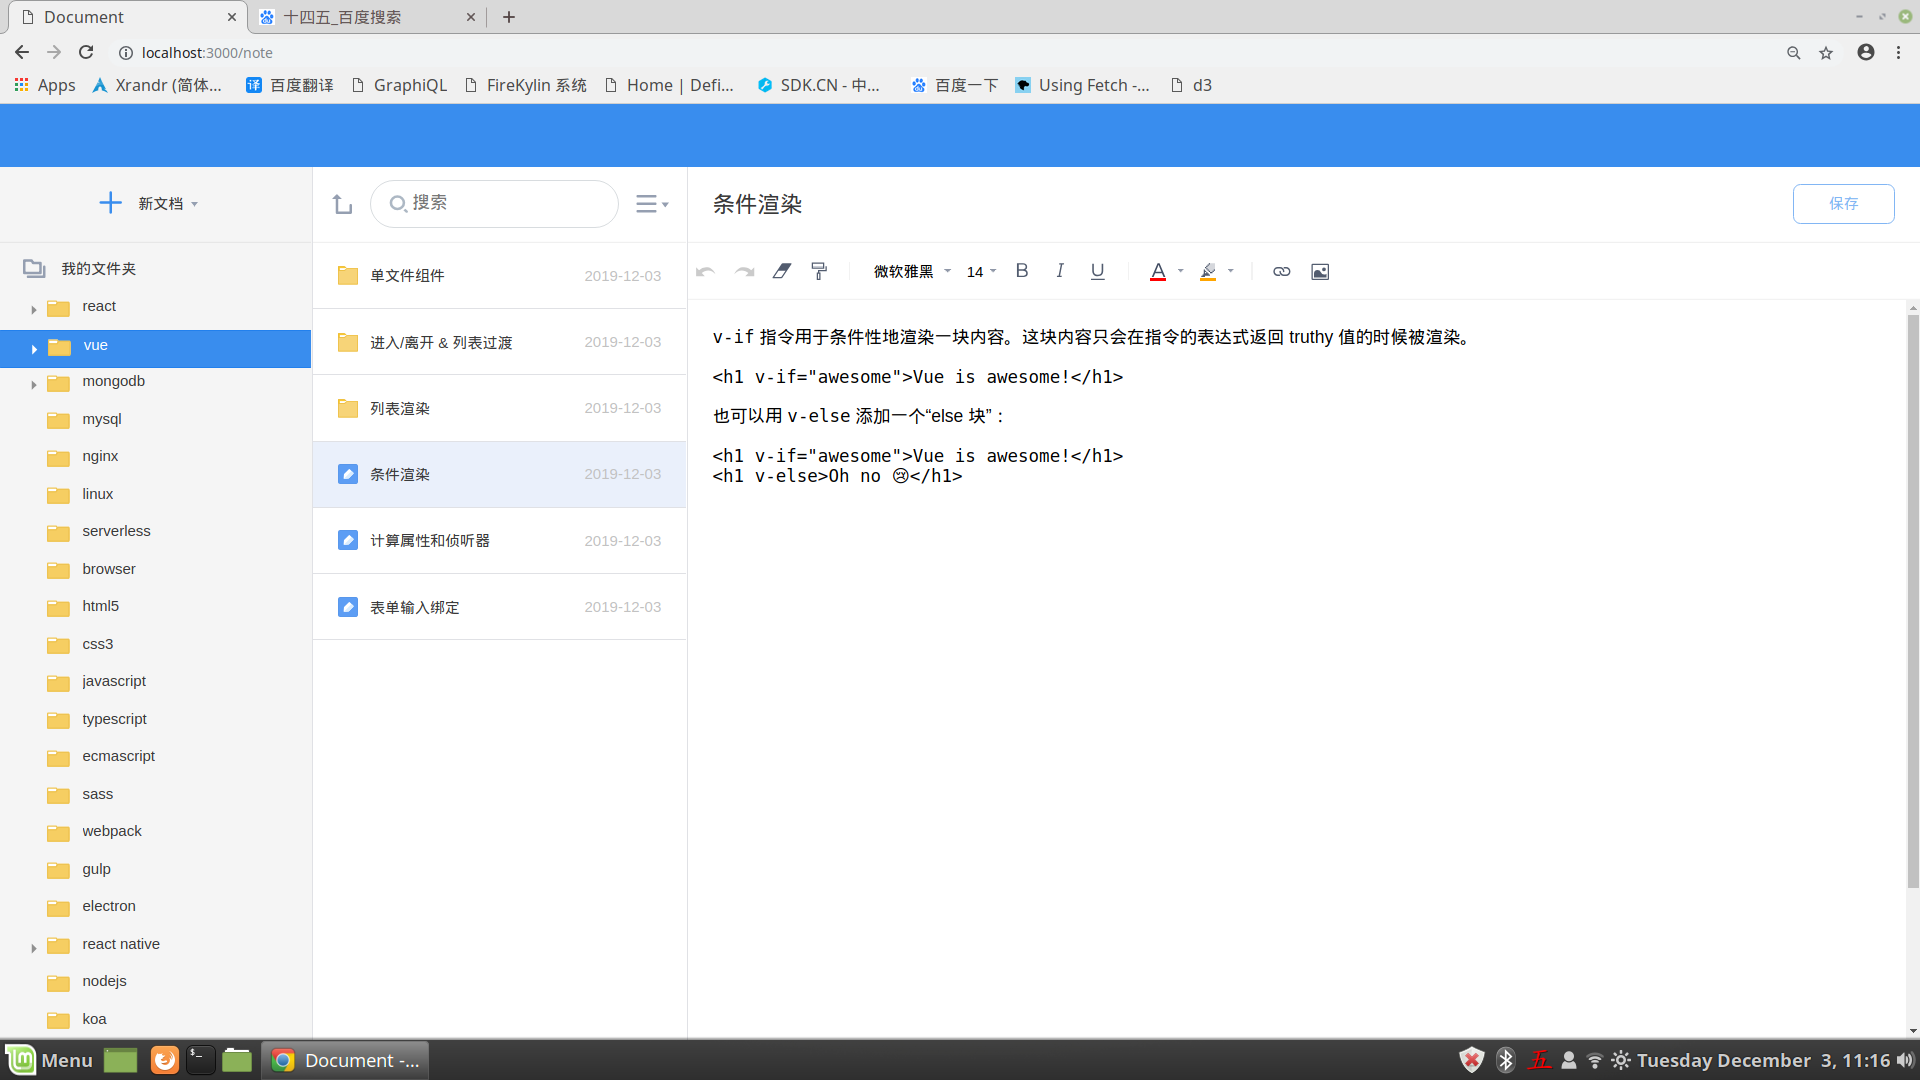 Document
十四五_百度搜索
localhost:3000/note
Apps
Xrandr (简体...
百度翻译
GraphiQL
FireKylin 系统
Home | Defi...
SDK.CN - 中...
百度一下
Using Fetch -...
d3
新文档
搜索
条件渲染
保存
我的文件夹
react
vue
mongodb
mysql
nginx
linux
serverless
browser
html5
css3
javascript
typescript
ecmascript
sass
webpack
gulp
electron
react native
nodejs
koa
单文件组件 2019-12-03
进入/离开 & 列表过渡 2019-12-03
列表渲染 2019-12-03
条件渲染 2019-12-03
计算属性和侦听器 2019-12-03
表单输入绑定 2019-12-03
微软雅黑 14 B I U A
v-if 指令用于条件性地渲染一块内容。这块内容只会在指令的表达式返回 truthy 值的时候被渲染。
<h1 v-if="awesome">Vue is awesome!</h1>
也可以用 v-else 添加一个“else 块”：
<h1 v-if="awesome">Vue is awesome!</h1>
<h1 v-else>Oh no 😢</h1>
Menu
Document -...
五
Tuesday December 3, 11:16